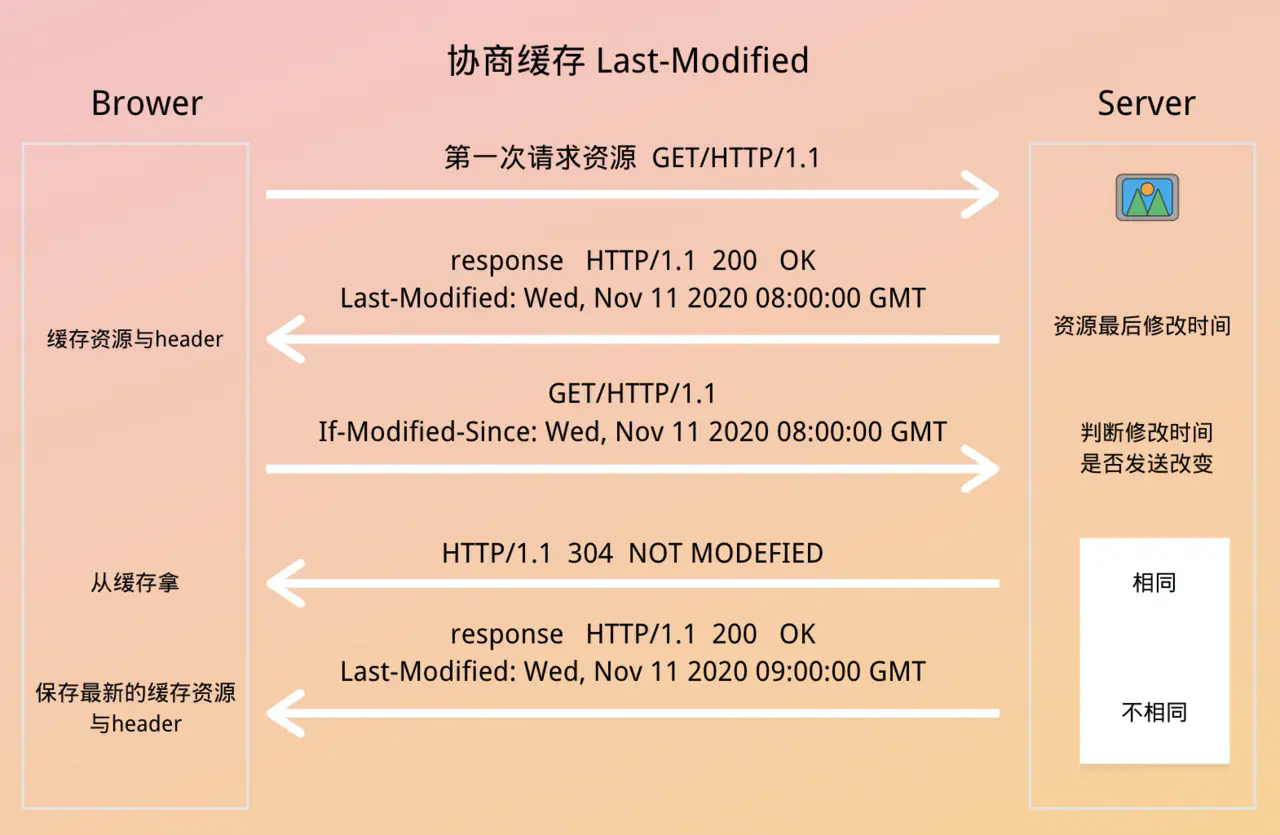 协商缓存 Last-Modified
Brower
Server
第一次请求资源 GET/HTTP/1.1
response HTTP/1.1 200 OK
Last-Modified: Wed, Nov 11 2020 08:00:00 GMT
缓存资源与header
资源最后修改时间
GET/HTTP/1.1
If-Modified-Since: Wed, Nov 11 2020 08:00:00 GMT
判断修改时间
是否发送改变
HTTP/1.1 304 NOT MODEFIED
从缓存拿
相同
response HTTP/1.1 200 OK
Last-Modified: Wed, Nov 11 2020 09:00:00 GMT
保存最新的缓存资源
与header
不相同